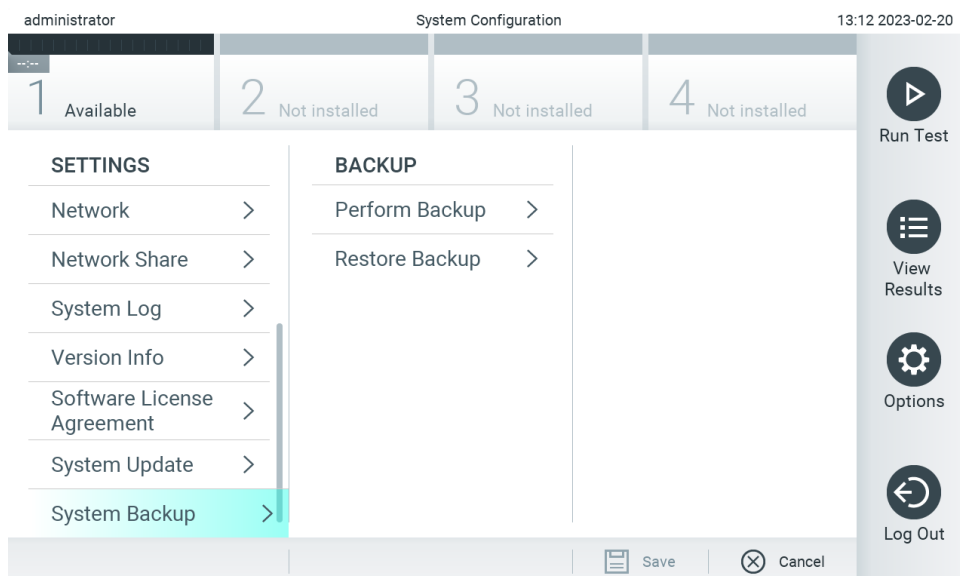 administrator System Configuration 13:12 2023-02-20
--:--
1 Available 2 Not installed 3 Not installed 4 Not installed
Run Test
SETTINGS
Network
Network Share
System Log
Version Info
Software License
Agreement
System Update
System Backup
BACKUP
Perform Backup
Restore Backup
View
Results
Options
Log Out
Save Cancel